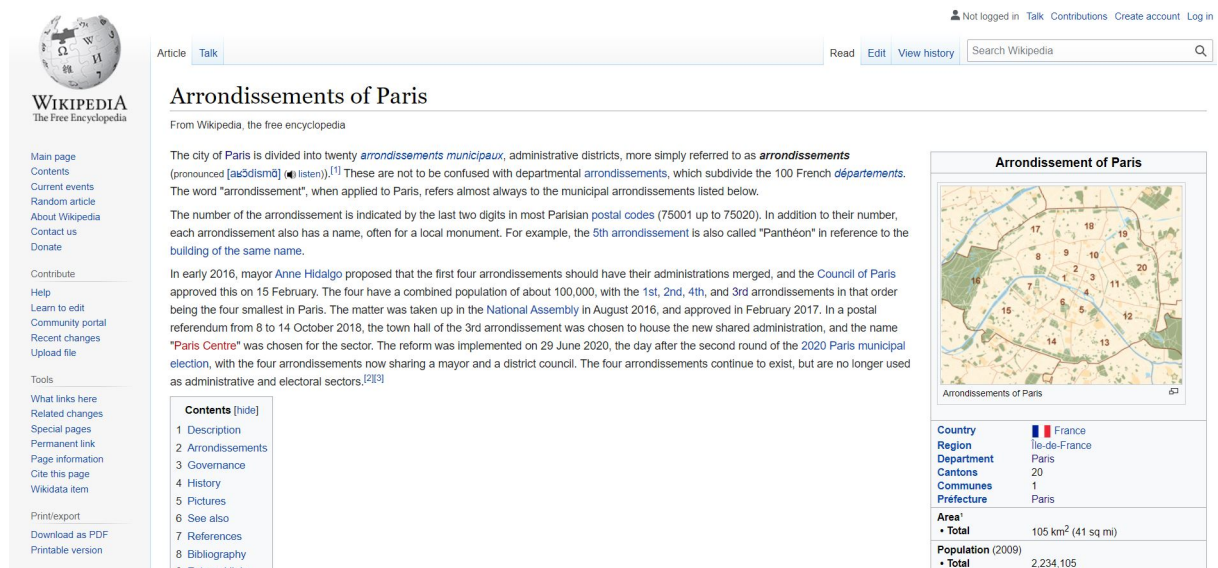 Not logged in Talk Contributions Create account Log in
WIKIPEDIA
The Free Encyclopedia
Article Talk
Read Edit View history Search Wikipedia
Main page
Contents
Current events
Random article
About Wikipedia
Contact us
Donate
Contribute
Help
Learn to edit
Community portal
Recent changes
Upload file
Tools
What links here
Related changes
Special pages
Permanent link
Page information
Cite this page
Wikidata item
Print/export
Download as PDF
Printable version
Arrondissements of Paris
From Wikipedia, the free encyclopedia
The city of Paris is divided into twenty arrondissements municipaux, administrative districts, more simply referred to as arrondissements
(pronounced [aʁɔ̃dismɑ̃] (listen)).[1] These are not to be confused with departmental arrondissements, which subdivide the 100 French départements.
The word "arrondissement", when applied to Paris, refers almost always to the municipal arrondissements listed below.
The number of the arrondissement is indicated by the last two digits in most Parisian postal codes (75001 up to 75020). In addition to their number,
each arrondissement also has a name, often for a local monument. For example, the 5th arrondissement is also called "Panthéon" in reference to the
building of the same name.
In early 2016, mayor Anne Hidalgo proposed that the first four arrondissements should have their administrations merged, and the Council of Paris
approved this on 15 February. The four have a combined population of about 100,000, with the 1st, 2nd, 4th, and 3rd arrondissements in that order
being the four smallest in Paris. The matter was taken up in the National Assembly in August 2016, and approved in February 2017. In a postal
referendum from 8 to 14 October 2018, the town hall of the 3rd arrondissement was chosen to house the new shared administration, and the name
"Paris Centre" was chosen for the sector. The reform was implemented on 29 June 2020, the day after the second round of the 2020 Paris municipal
election, with the four arrondissements now sharing a mayor and a district council. The four arrondissements continue to exist, but are no longer used
as administrative and electoral sectors.[2][3]
Contents [hide]
1 Description
2 Arrondissements
3 Governance
4 History
5 Pictures
6 See also
7 References
8 Bibliography
Arrondissement of Paris
17 18 19
8 9 10
2 20
16 1 3
7 4 11
6
15 5 12
14 13
Arrondissements of Paris
Country France
Region Île-de-France
Department Paris
Cantons 20
Communes 1
Préfecture Paris
Area¹
• Total 105 km² (41 sq mi)
Population (2009)
• Total 2,234,105